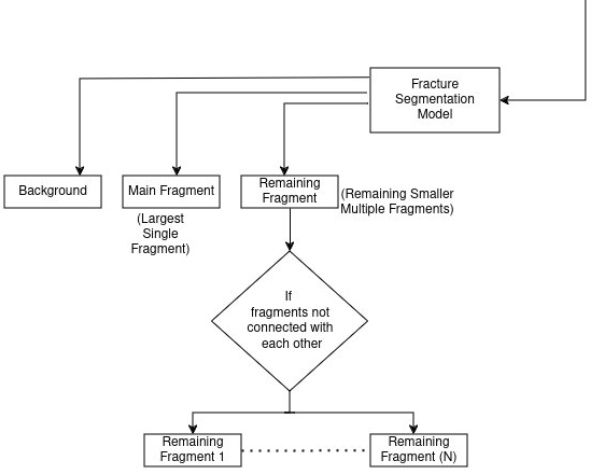 Fracture
Segmentation
Model
Background
Main Fragment
Remaining
Fragment
(Remaining Smaller
Multiple Fragments)
(Largest
Single
Fragment)
If
fragments not
connected with
each other
Remaining
Fragment 1
Remaining
Fragment (N)